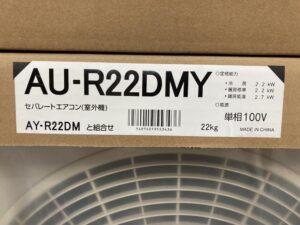 AU-R22DMY
セパレートエアコン(室外機)
AY-R22DM と組合せ
22kg
○定格能力
・冷房 2.2 kW
・暖房標準 2.2 kW
・暖房低温 2.7 kW
○電源
単相100V
MADE IN CHINA